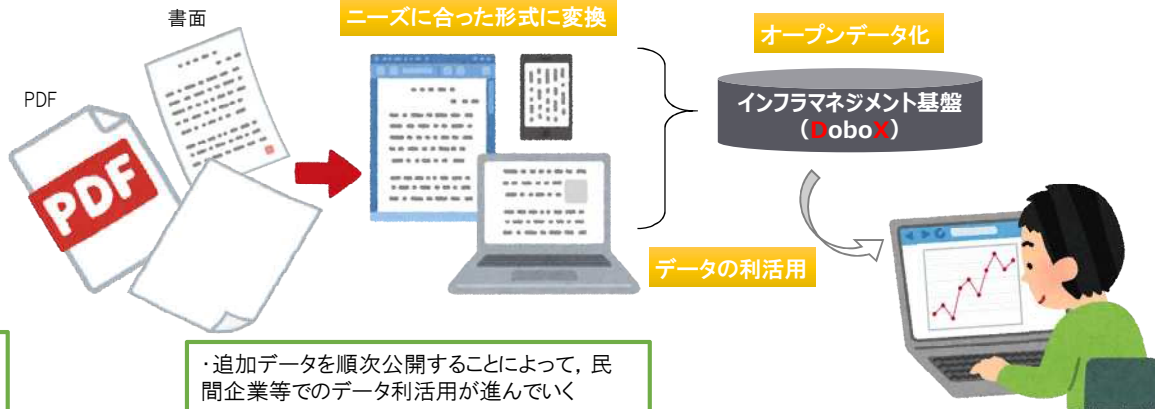 書面
ニーズに合った形式に変換
オープンデータ化
PDF
インフラマネジメント基盤
(DoboX)
PDF
データの利活用
・追加データを順次公開することによって，民
間企業等でのデータ利活用が進んでいく